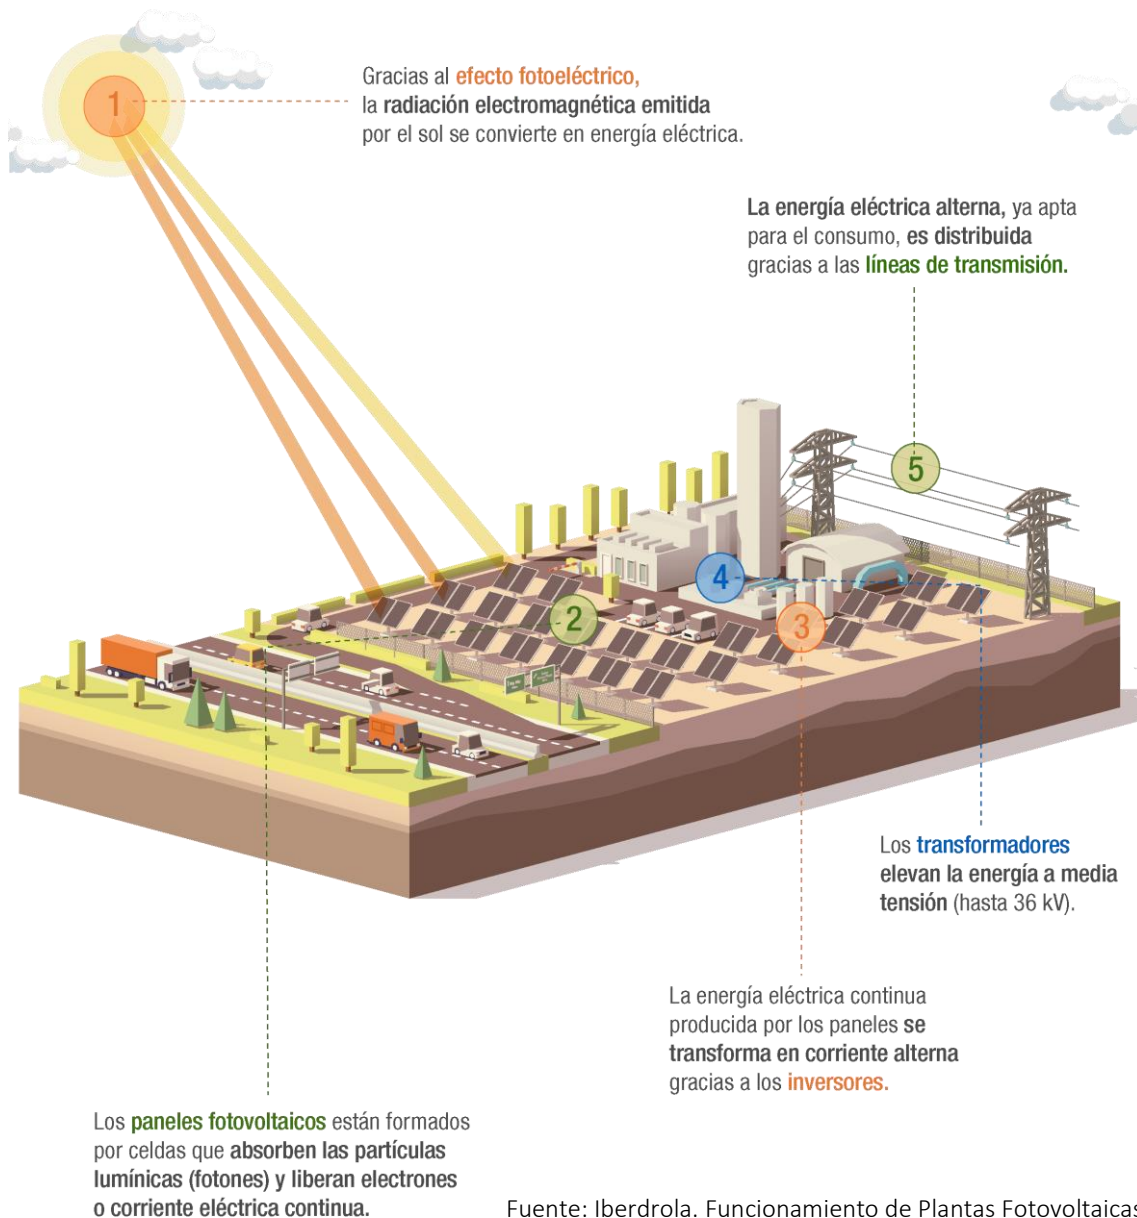 1
Gracias al efecto fotoeléctrico,
la radiación electromagnética emitida
por el sol se convierte en energía eléctrica.
La energía eléctrica alterna, ya apta
para el consumo, es distribuida
gracias a las líneas de transmisión.
5
4
2
3
Los transformadores
elevan la energía a media
tensión (hasta 36 kV).
La energía eléctrica continua
producida por los paneles se
transforma en corriente alterna
gracias a los inversores.
Los paneles fotovoltaicos están formados
por celdas que absorben las partículas
lumínicas (fotones) y liberan electrones
o corriente eléctrica continua.
Fuente: Iberdrola. Funcionamiento de Plantas Fotovoltaicas